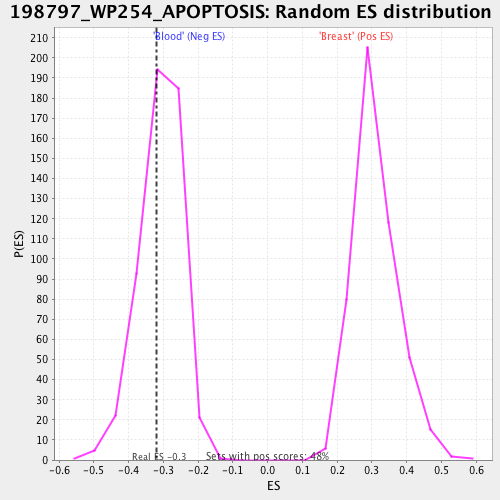 198797_WP254_APOPTOSIS: Random ES distribution
'Blood' (Neg ES)
'Breast' (Pos ES)
210
200
190
180
170
160
150
140
130
120
110
100
90
80
70
60
50
40
30
20
10
0
P(ES)
Real ES -0.3
Sets with pos scores: 48%
-0.6 -0.5 -0.4 -0.3 -0.2 -0.1 0.0 0.1 0.2 0.3 0.4 0.5 0.6
ES